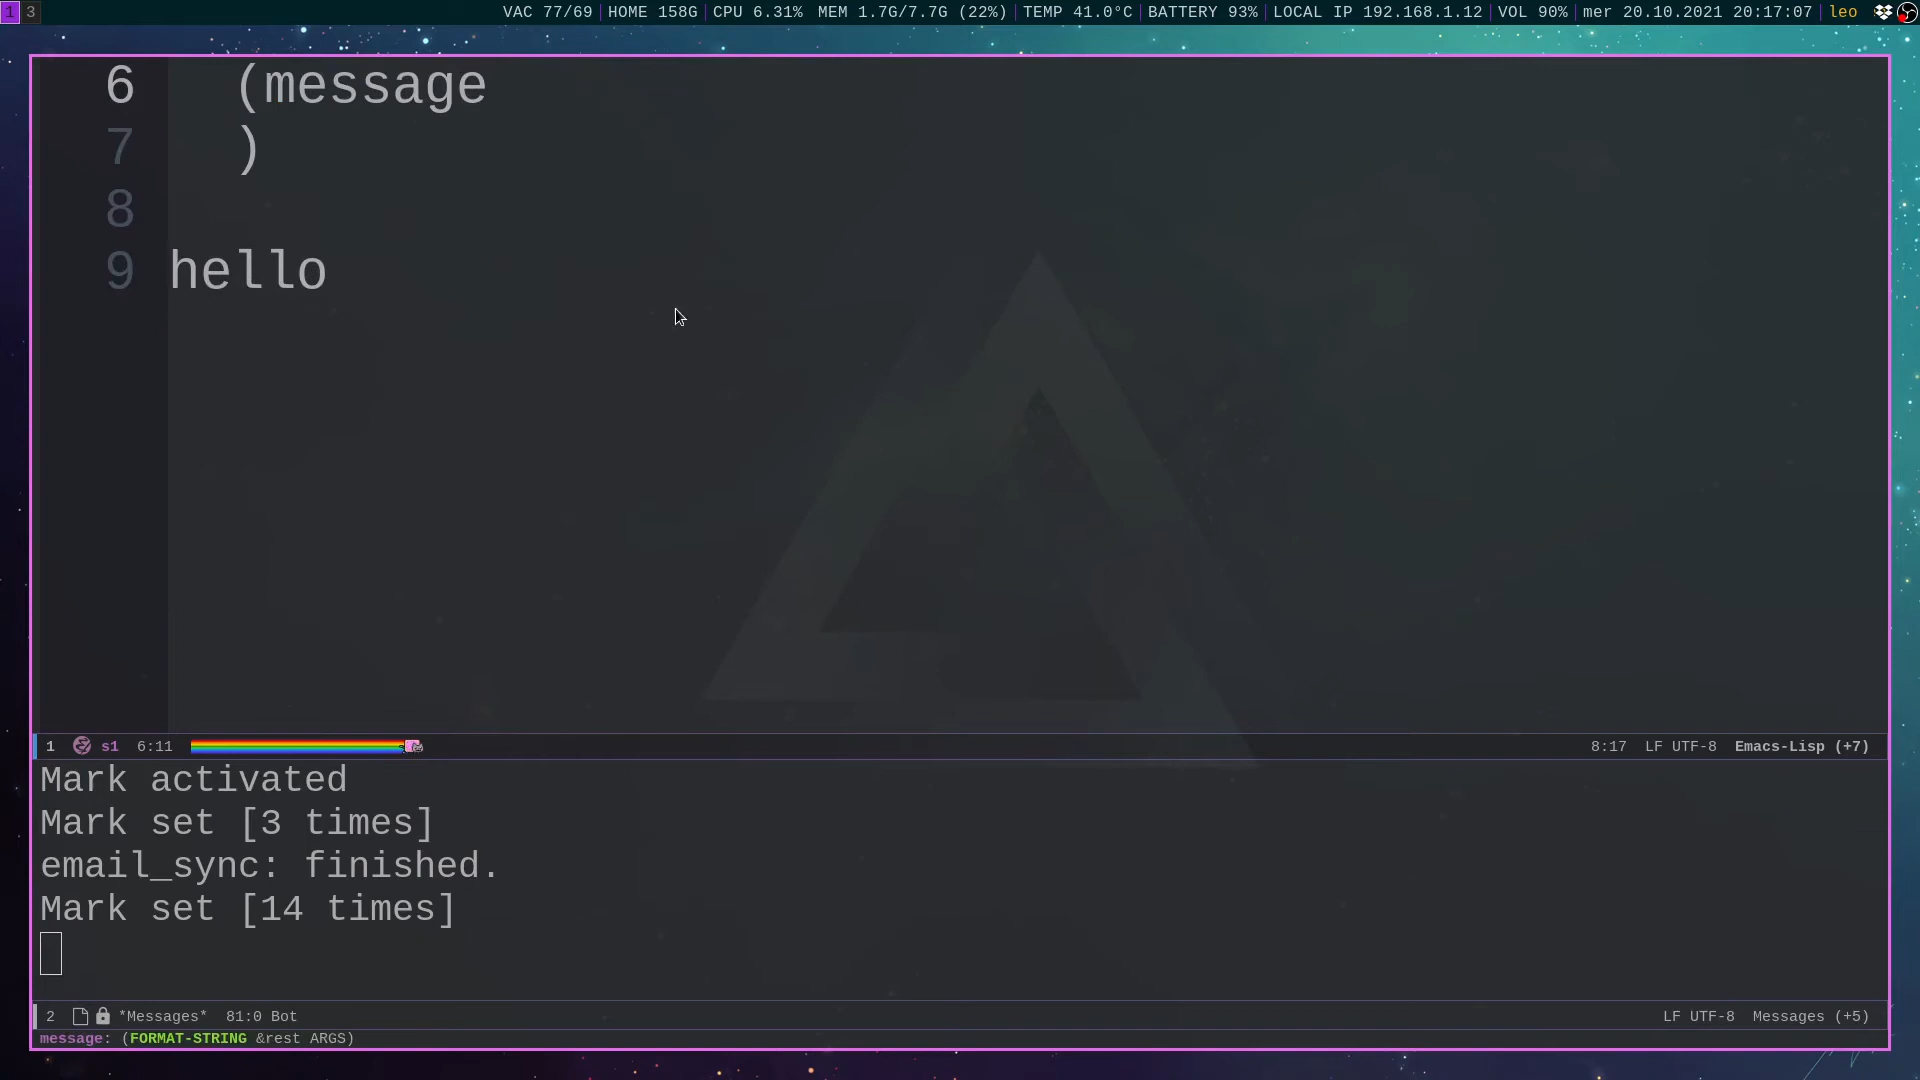 1 3 VAC 77/69 HOME 158G CPU 6.31% MEM 1.7G/7.7G (22%) TEMP 41.0°C BATTERY 93% LOCAL IP 192.168.1.12 VOL 90% mer 20.10.2021 20:17:07 leo
6 (message
7 )
8
9 hello
1 s1 6:11 8:17 LF UTF-8 Emacs-Lisp (+7)
Mark activated
Mark set [3 times]
email_sync: finished.
Mark set [14 times]
2 *Messages* 81:0 Bot LF UTF-8 Messages (+5)
message: (FORMAT-STRING &rest ARGS)